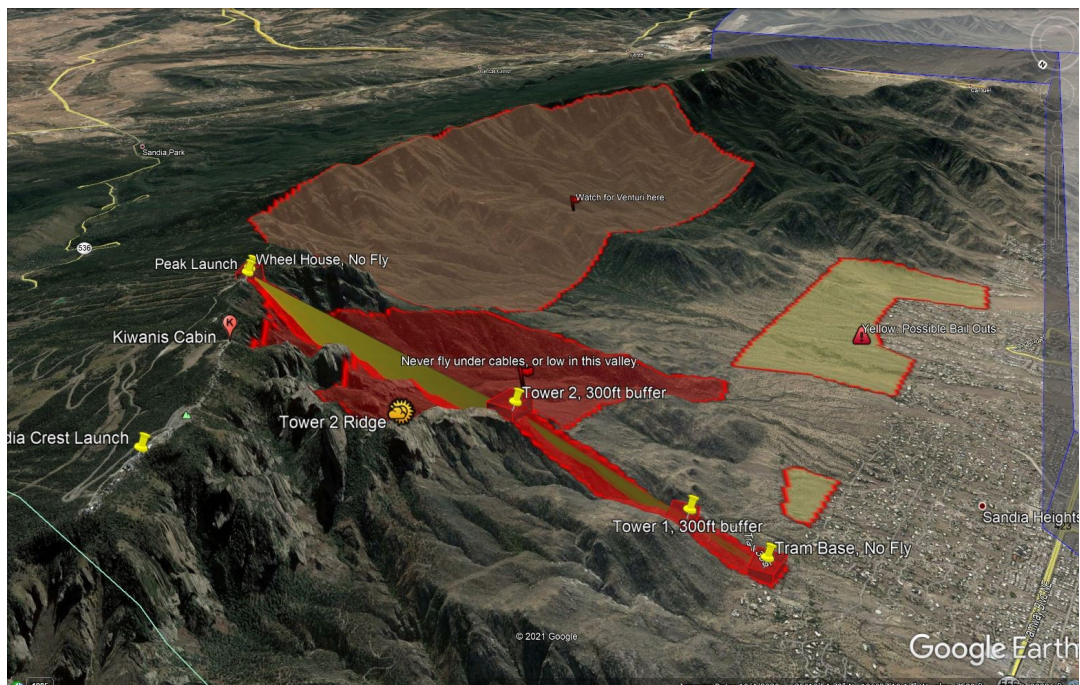 Sandia Park
536
Carnuel
Watch for Venturi here
Peak Launch
Wheel House, No Fly
Kiwanis Cabin
K
Yellow: Possible Bail Outs
Never fly under cables, or low in this valley.
Tower 2, 300ft buffer
Tower 2 Ridge
dia Crest Launch
Sandia Heights
Tower 1, 300ft buffer
Tram Base, No Fly
© 2021 Google
Google Earth